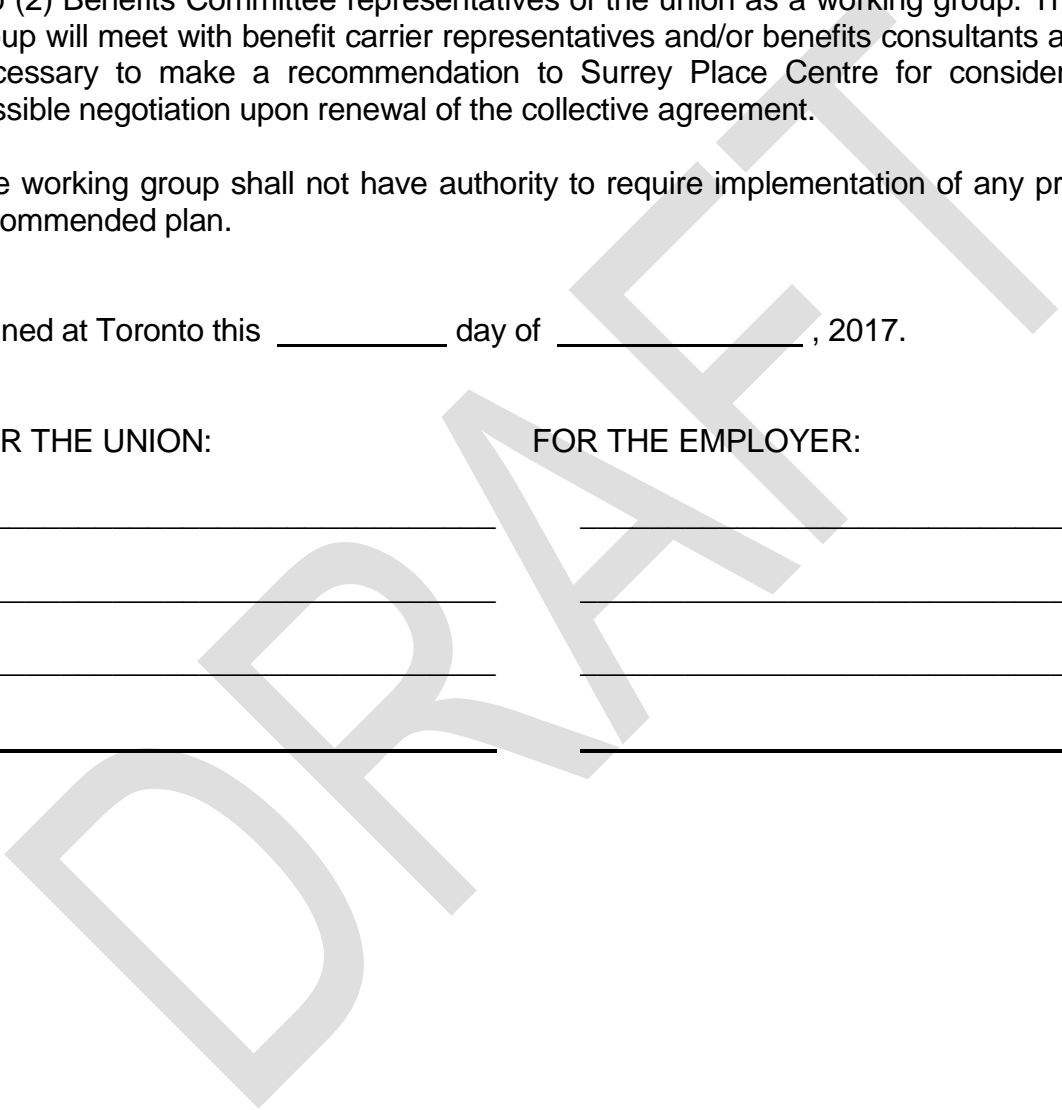 (2) Benefits Committee representatives of the union as a working group.
up will meet with benefit carrier representatives and/or benefits consultants
cessary to make a recommendation to Surrey Place Centre for consider
ssible negotiation upon renewal of the collective agreement.
e working group shall not have authority to require implementation of any pr
commended plan.
ned at Toronto this _________ day of _____________ , 2017.
R THE UNION: FOR THE EMPLOYER:
DRAFT